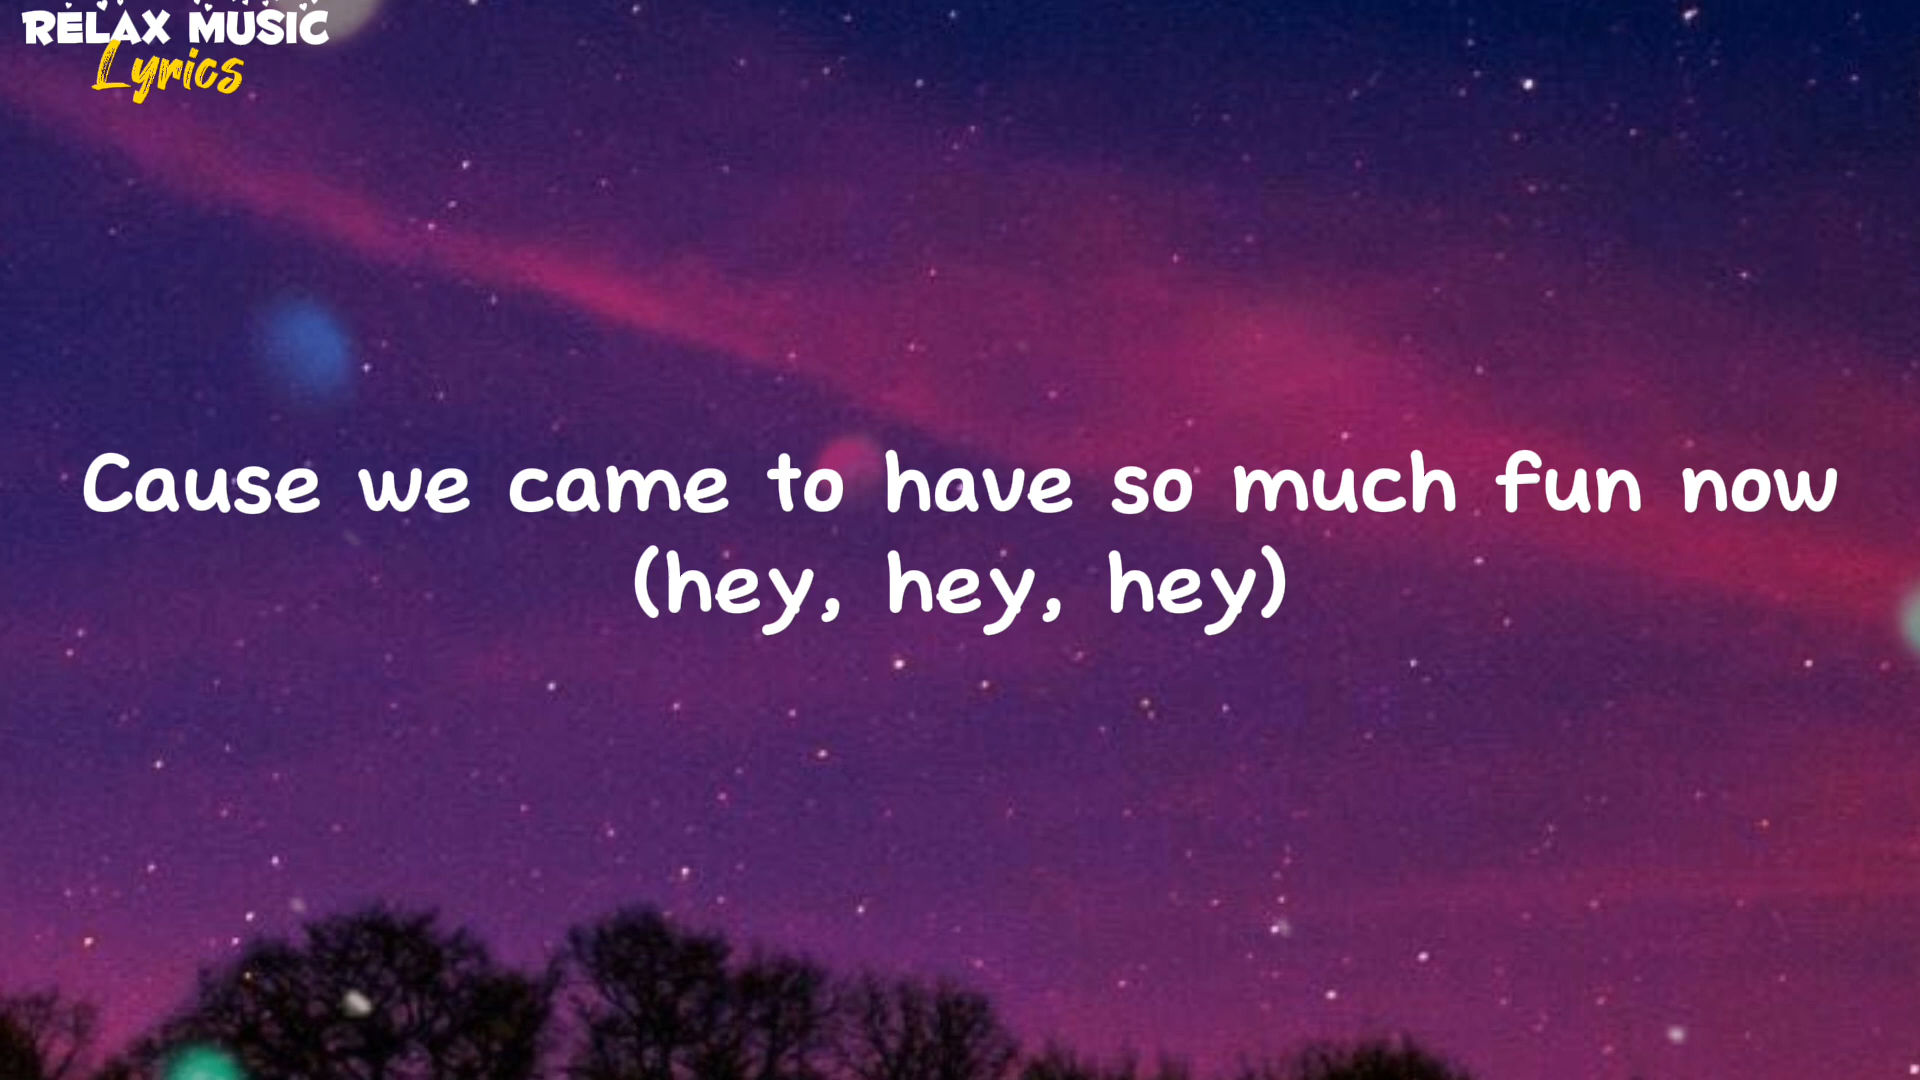 RELAX MUSIC
Lyrics
Cause we came to have so much fun now
(hey, hey, hey)